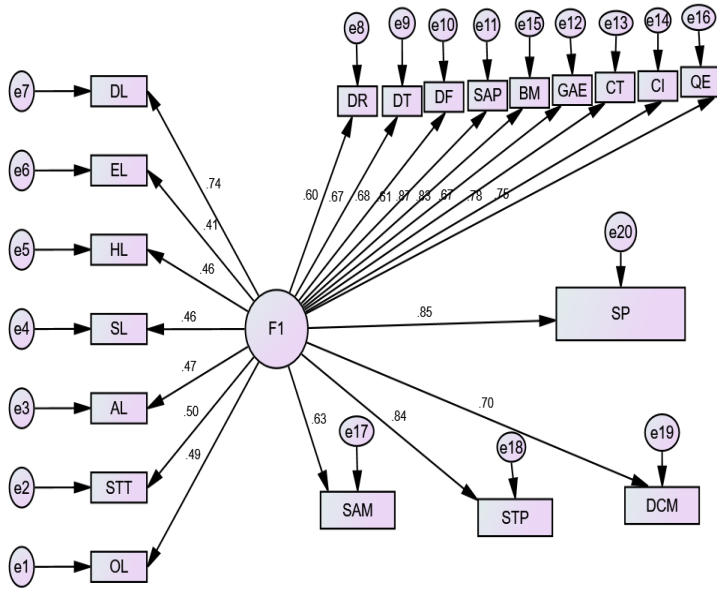 e8
e9
e10
e11
e15
e12
e13
e14
e16
DR
DT
DF
SAP
BM
GAE
CT
CI
QE
.60
.67
.68
.61
.87
.83
.67
.78
.75
e7
DL
.74
e6
EL
.41
e5
HL
.46
e4
SL
.46
F1
.85
SP
e20
e3
AL
.47
e2
STT
.50
e1
OL
.49
.63
e17
SAM
.84
e18
STP
.70
e19
DCM